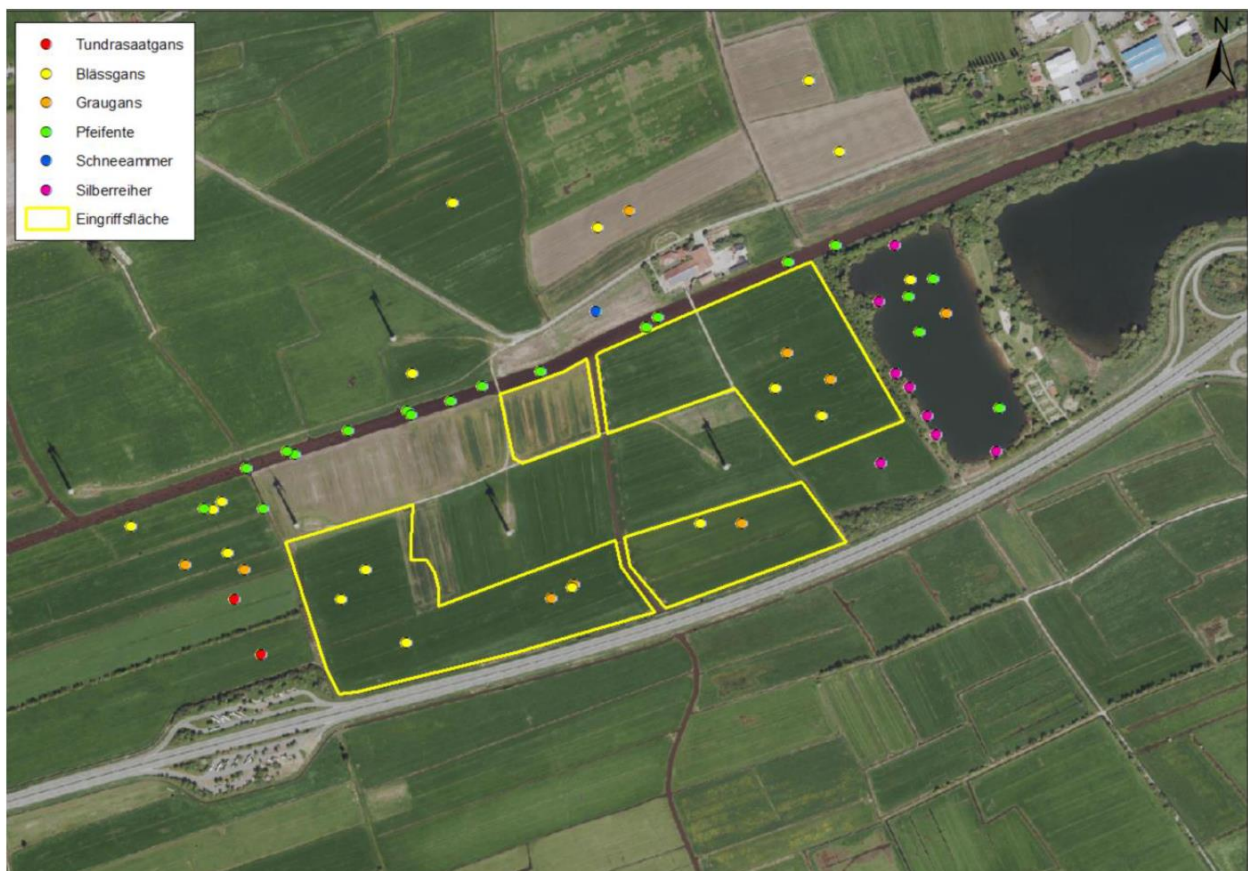 Tundrasaatgans
Blässgans
Graugans
Pfeifente
Schneeammer
Silberreiher
Eingriffsfläche
N